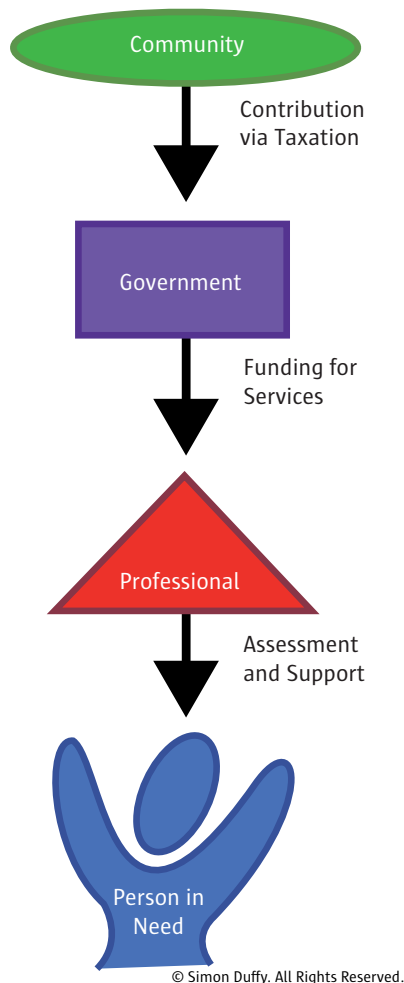 Community
Contribution
via Taxation
Government
Funding for
Services
Professional
Assessment
and Support
Person in
Need
© Simon Duffy. All Rights Reserved.